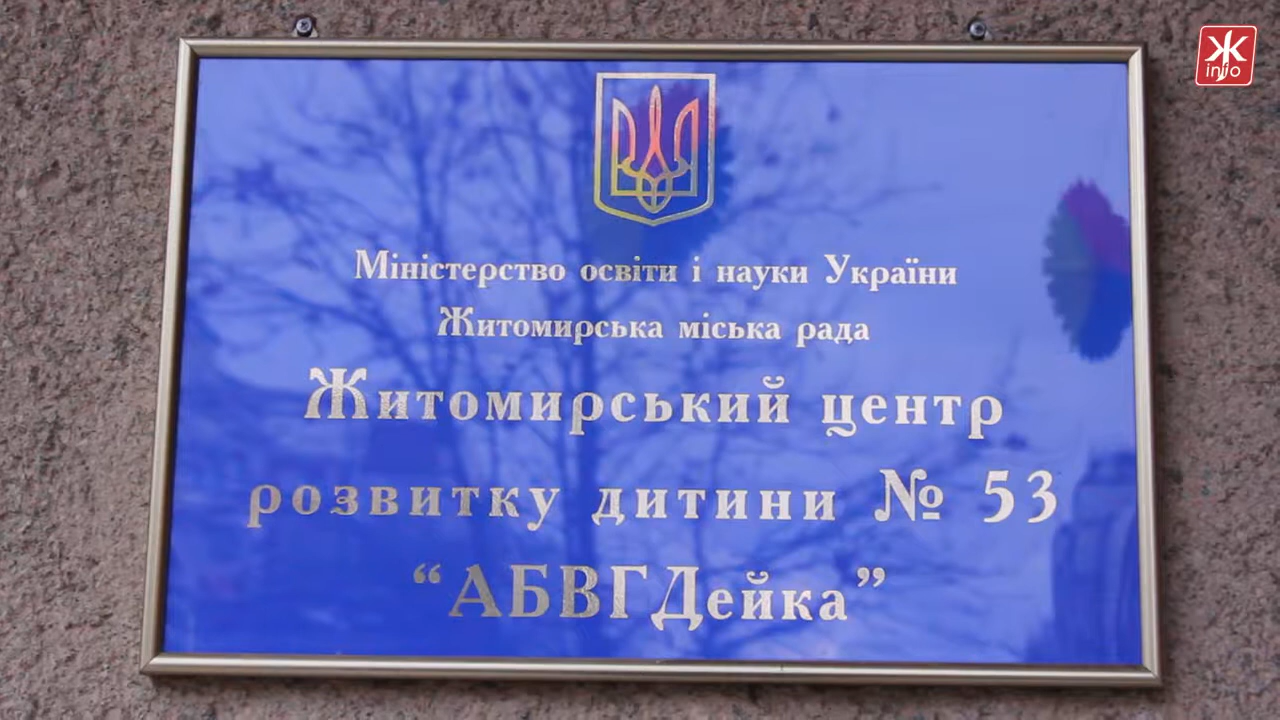 Міністерство освіти і науки України
Житомирська міська рада
Житомирський центр
розвитку дитини № 53
“АБВГДейка”
Ж info